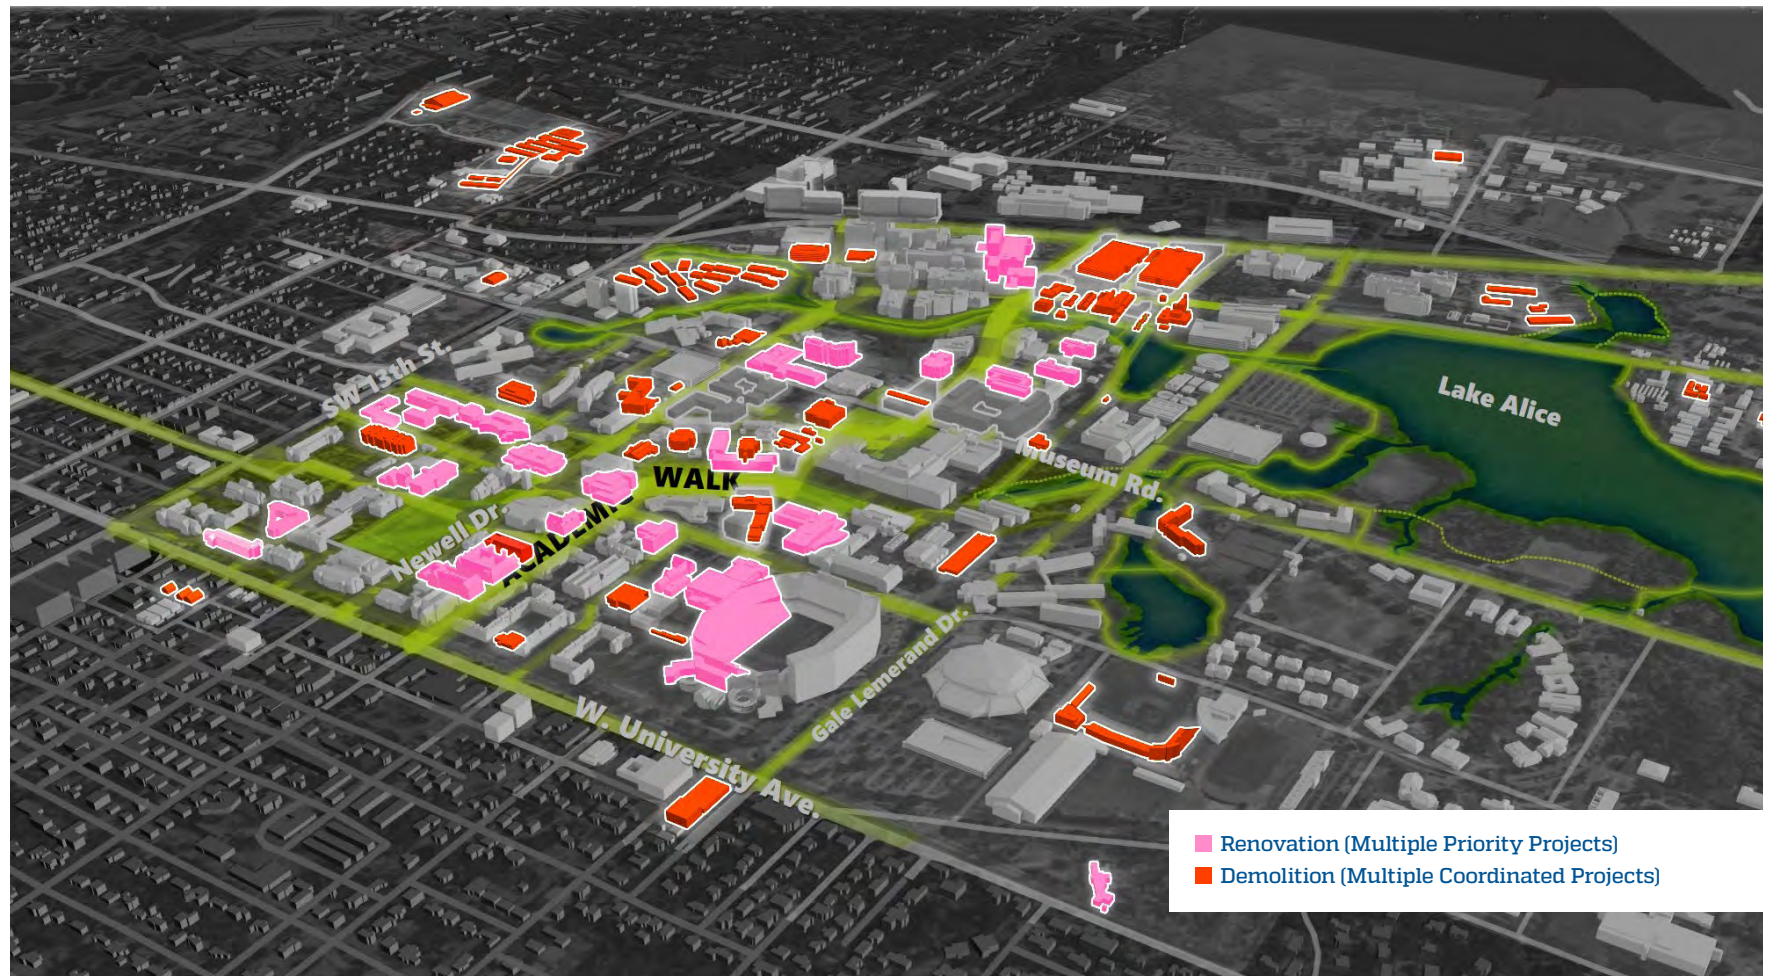 SW 13th St.
Lake Alice
WALK
Museum Rd.
Newell Dr.
ACADEMIC
Gale Lemerand Dr.
W. University Ave.
Renovation (Multiple Priority Projects)
Demolition (Multiple Coordinated Projects)